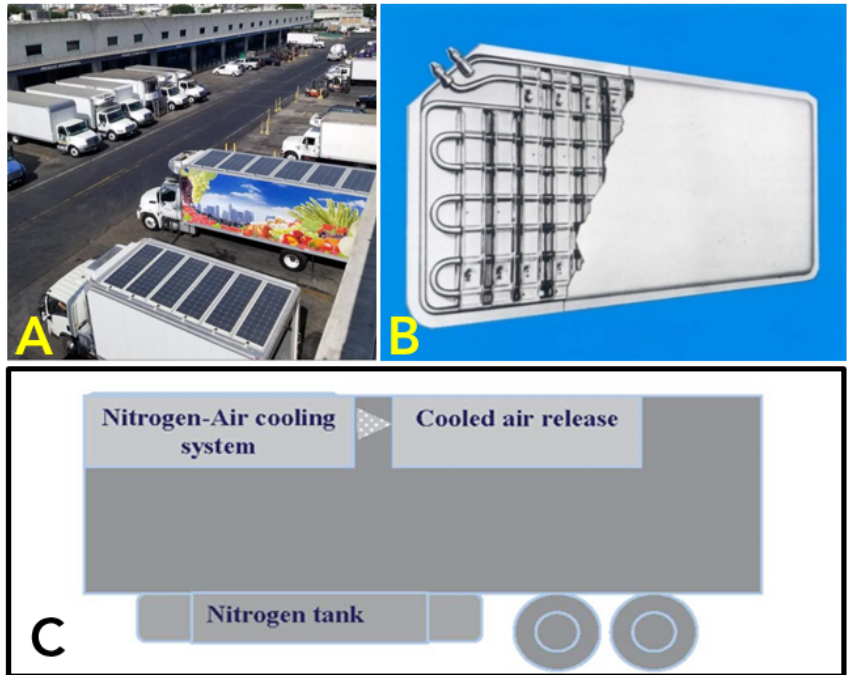 A
B
Nitrogen-Air cooling
system
Cooled air release
Nitrogen tank
C